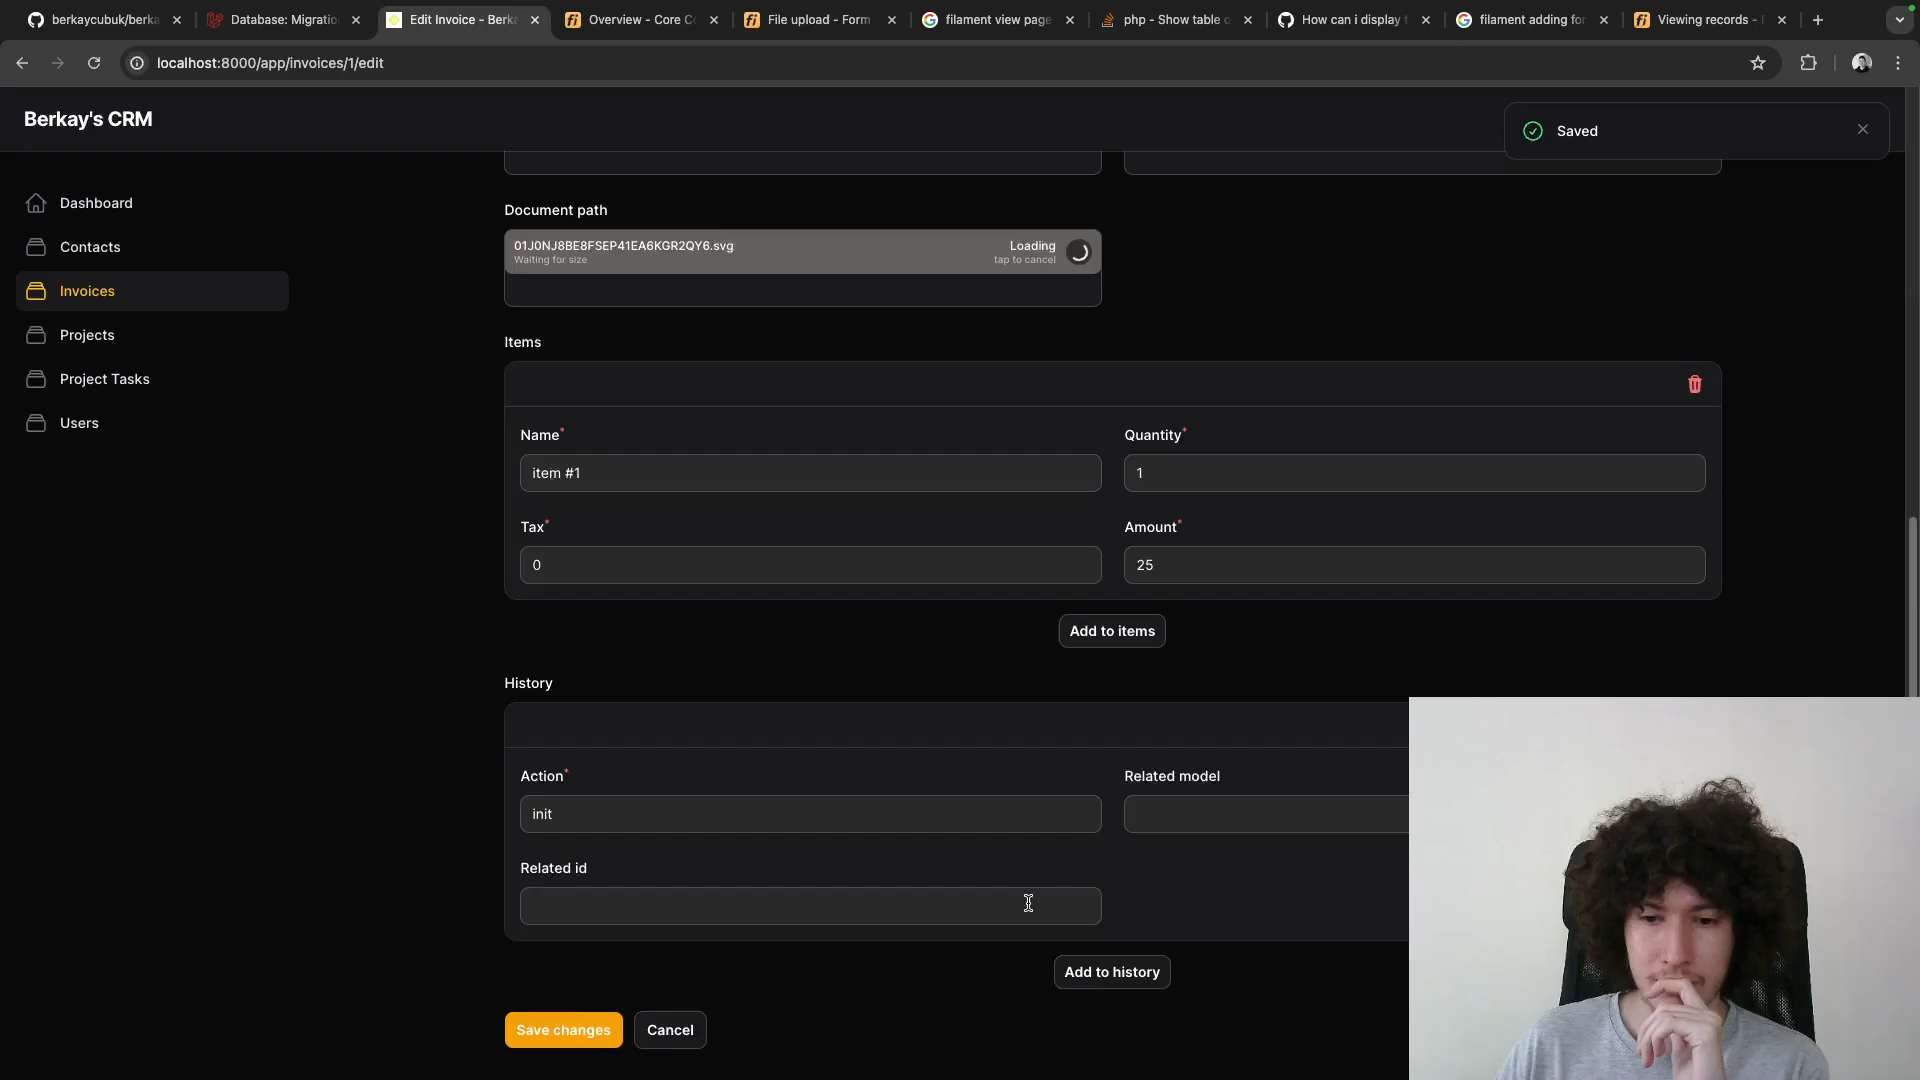 berkaycubuk/berka
Database: Migratio
Edit Invoice - Berka
Overview - Core Co
File upload - Form
filament view page
php - Show table o
How can i display t
filament adding for
Viewing records -
localhost:8000/app/invoices/1/edit
Berkay's CRM
Saved
Dashboard
Contacts
Invoices
Projects
Project Tasks
Users
Document path
01J0NJ8BE8FSEP41EA6KGR2QY6.svg
Waiting for size
Loading
tap to cancel
Items
Name*
Quantity*
item #1
1
Tax*
Amount*
0
25
Add to items
History
Action*
Related model
init
Related id
Add to history
Save changes
Cancel